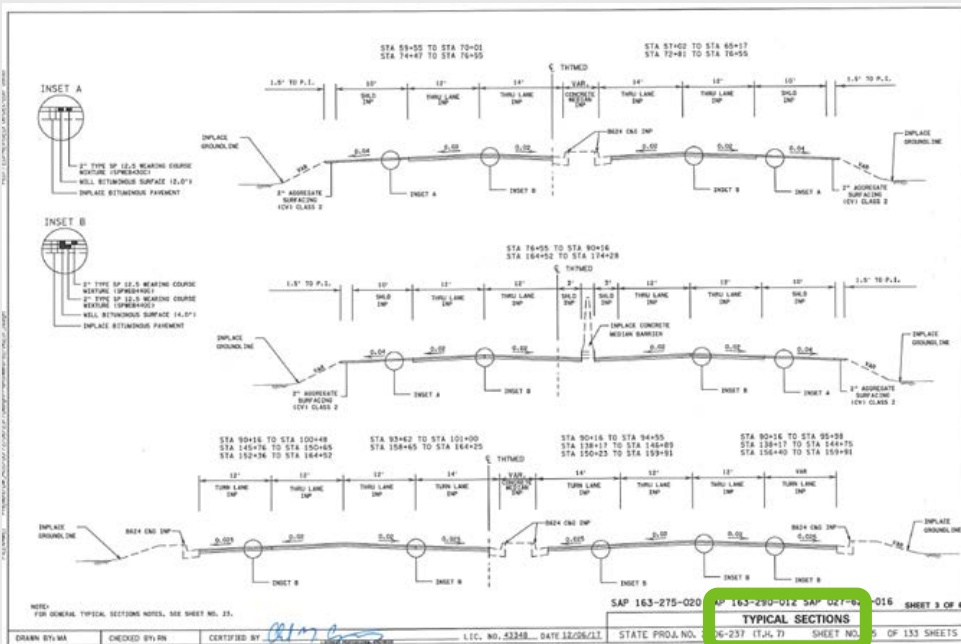 STA 59+55 TO STA 70+01
STA 74+47 TO STA 76+55
STA 57+02 TO STA 65+17
STA 72+81 TO STA 76+55
THTMED
1.5' TO P.I.
10'
12'
14'
VAR.
14'
12'
10'
1.5' TO P.I.
SHLD INP
THRU LANE INP
THRU LANE INP
CONCRETE MEDIAN INP
THRU LANE INP
THRU LANE INP
SHLD INP
INSET A
2" TYPE SP 12.5 WEARING COURSE
MILL BITUMINOUS SURFACE (2.0")
INPLACE BITUMINOUS PAVEMENT
INPLACE GROUNDLINE
B624 C&G INP
INPLACE GROUNDLINE
VAR
0.04
0.02
0.02
0.02
0.02
0.04
VAR
2" AGGREGATE SURFACING (CV) CLASS 2
INSET A
INSET B
INSET B
INSET A
2" AGGREGATE SURFACING (CV) CLASS 2
INSET B
2" TYPE SP 12.5 WEARING COURSE
2" TYPE SP 12.5 WEARING COURSE
MILL BITUMINOUS SURFACE (4.0")
INPLACE BITUMINOUS PAVEMENT
STA 76+55 TO STA 90+16
STA 164+52 TO STA 174+28
THTMED
1.5' TO P.I.
10'
12'
12'
3'
3'
12'
10'
1.5' TO P.I.
SHLD INP
THRU LANE INP
THRU LANE INP
SHLD INP
SHLD INP
THRU LANE INP
THRU LANE INP
SHLD INP
INPLACE CONCRETE MEDIAN BARRIER
INPLACE GROUNDLINE
INPLACE GROUNDLINE
VAR
0.04
0.02
0.02
0.02
0.02
0.04
VAR
2" AGGREGATE SURFACING (CV) CLASS 2
INSET A
INSET B
INSET B
INSET A
2" AGGREGATE SURFACING (CV) CLASS 2
STA 90+16 TO STA 100+48
STA 145+76 TO STA 150+65
STA 152+36 TO STA 164+52
STA 93+62 TO STA 101+00
STA 158+65 TO STA 164+25
STA 90+16 TO STA 94+55
STA 138+17 TO STA 146+89
STA 150+23 TO STA 159+91
STA 90+16 TO STA 95+98
STA 138+17 TO STA 144+75
STA 156+40 TO STA 159+91
THTMED
12'
12'
12'
14'
VAR.
14'
12'
12'
VAR
TURN LANE INP
THRU LANE INP
THRU LANE INP
TURN LANE INP
CONCRETE MEDIAN INP
TURN LANE INP
THRU LANE INP
THRU LANE INP
TURN LANE INP
INPLACE GROUNDLINE
B624 C&G INP
B624 C&G INP
B624 C&G INP
INPLACE GROUNDLINE
0.025
0.02
0.02
0.025
0.025
0.02
0.02
0.025
VAR
INSET B
INSET B
INSET B
INSET B
INSET B
NOTE:
FOR GENERAL TYPICAL SECTIONS NOTES, SEE SHEET NO. 23.
SAP 163-275-020 SAP 163-290-012 SAP 016
SHEET 3 OF
TYPICAL SECTIONS
DRAWN BY: WA CHECKED BY: RN CERTIFIED BY LIC. NO. 43348 DATE 12/06/17 STATE PROJ. NO. 06-237 (T.H. 7) SHEET NO. OF 133 SHEETS